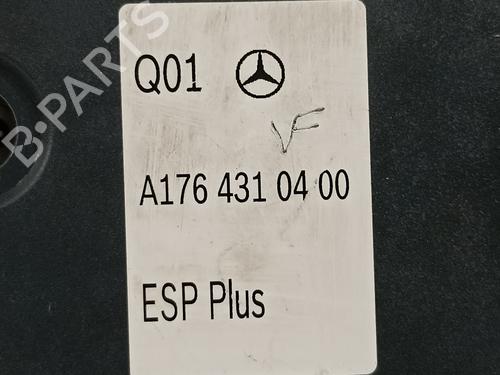 Q01
VF
A176 431 04 00
ESP Plus
B-PARTS